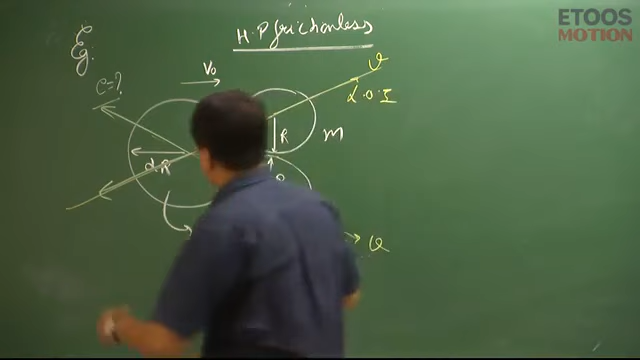 ETOOS
MOTION
H.P frictionless
Eg:
V₀
v
e=?
L.O.I
R
m
v